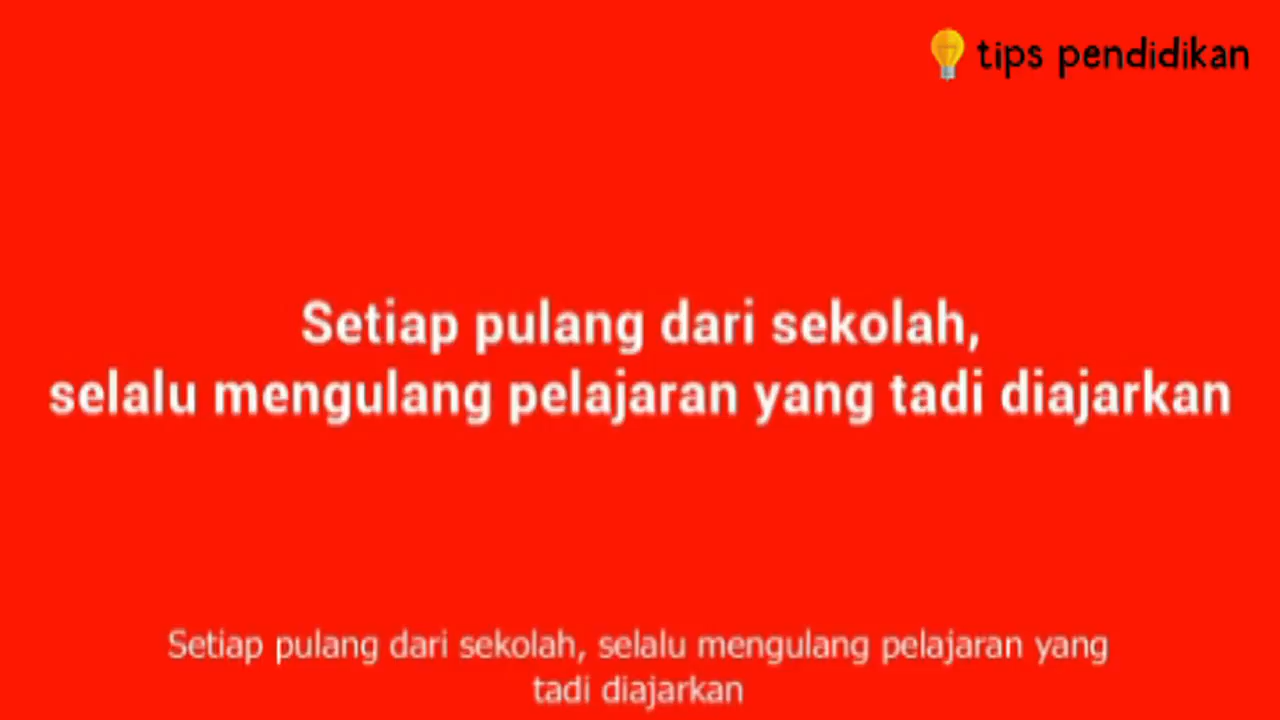 tips pendidikan
Setiap pulang dari sekolah,
selalu mengulang pelajaran yang tadi diajarkan
Setiap pulang dari sekolah, selalu mengulang pelajaran yang
tadi diajarkan